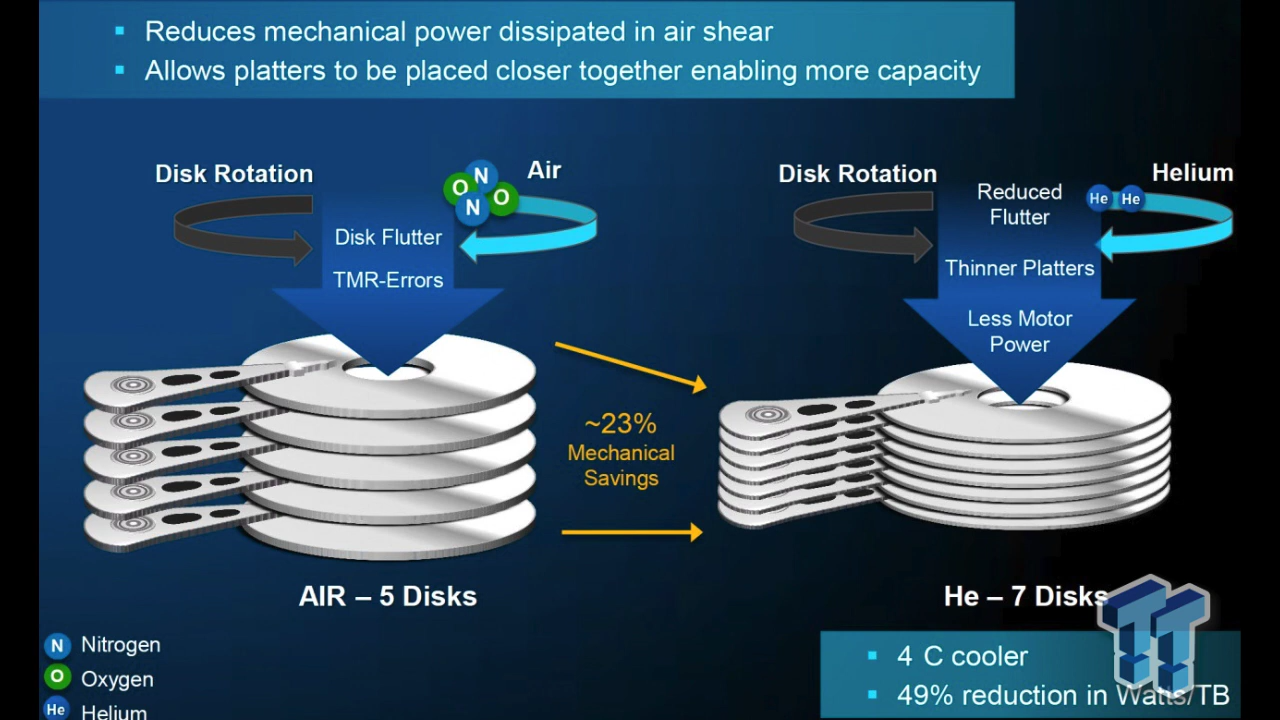 Reduces mechanical power dissipated in air shear
Allows platters to be placed closer together enabling more capacity
Disk Rotation
N
O
O
N
Air
Disk Flutter
TMR-Errors
Disk Rotation
Reduced
Flutter
He He
Helium
Thinner Platters
Less Motor
Power
~23%
Mechanical
Savings
AIR – 5 Disks
He – 7 Disks
N Nitrogen
O Oxygen
He Helium
4 C cooler
49% reduction in Watts/TB
TT